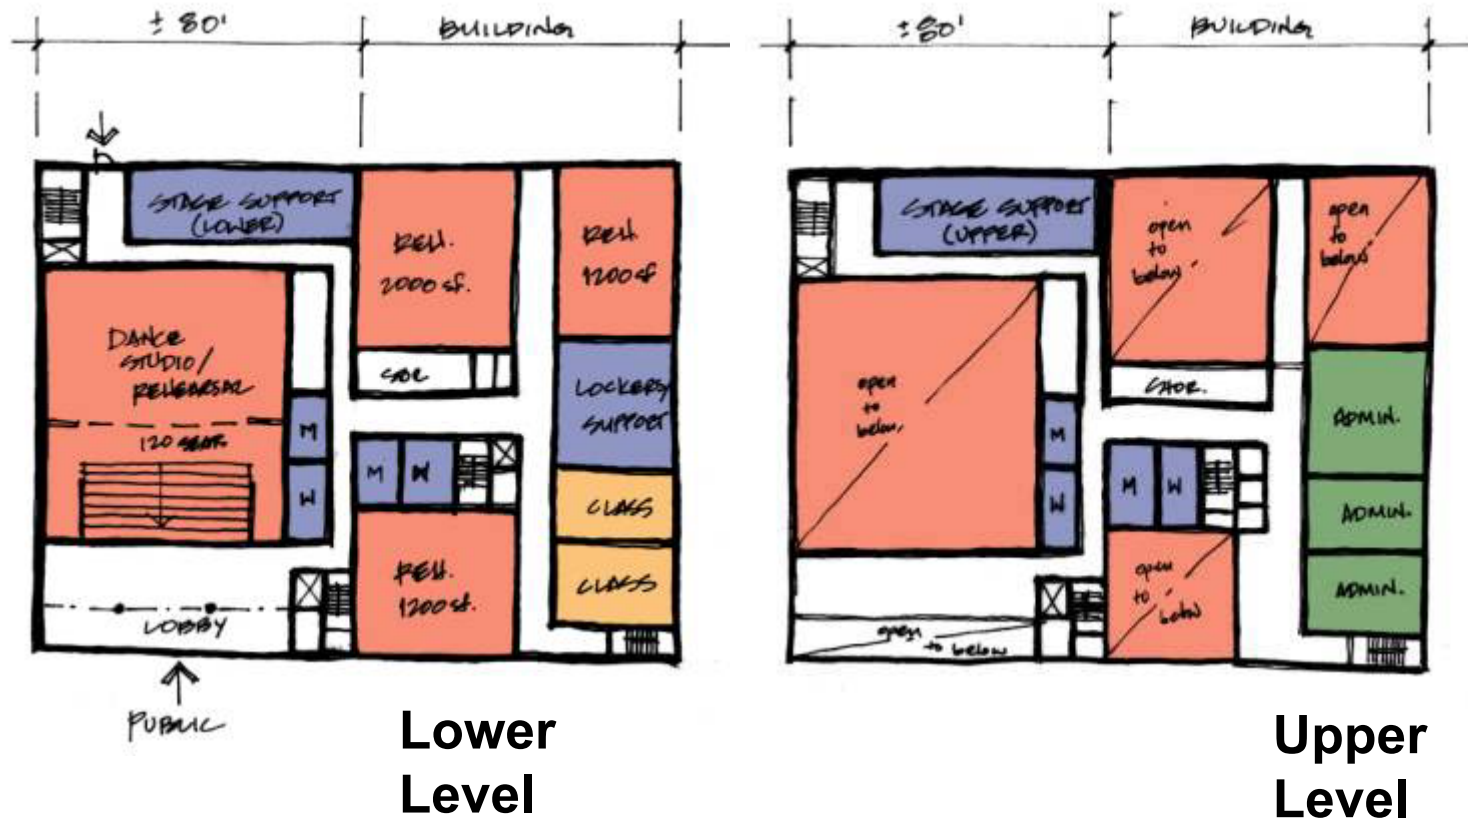 ± 80'
BUILDING
± 80'
BUILDING
STAGE SUPPORT
(LOWER)
REH.
2000 sf.
REH.
1200 sf
DANCE
STUDIO/
REHEARSAL
120 SEATS
STOR
M
W
M
W
LOCKERS/
SUPPORT
CLASS
CLASS
REH.
1200 sf.
LOBBY
PUBLIC
Lower
Level
STAGE SUPPORT
(UPPER)
open
to
below
open
to
below
open
to
below
STOR.
M
W
M
W
ADMIN.
ADMIN.
ADMIN.
open
to
below
open
to below
Upper
Level